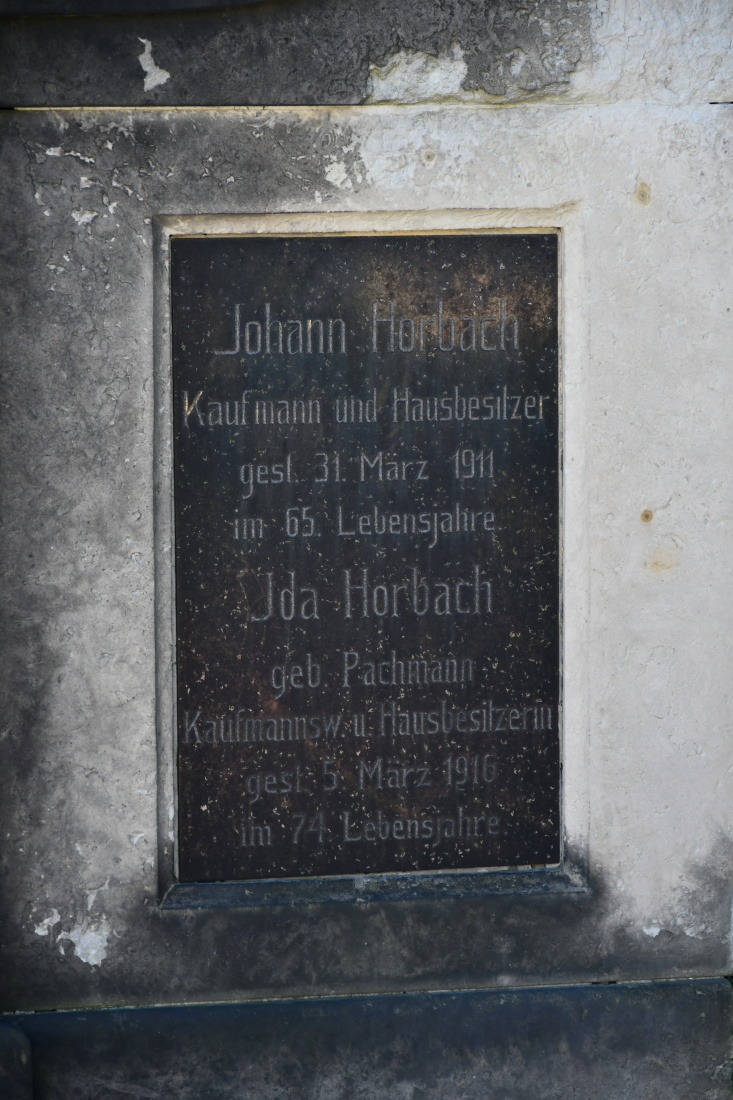 Johann Horbach
Kaufmann und Hausbesitzer
gest. 31. März 1911
im 65. Lebensjahre.
Ida Horbach
geb. Pachmann
Kaufmannsw. u. Hausbesitzerin
gest. 5. März 1916
im 74. Lebensjahre.